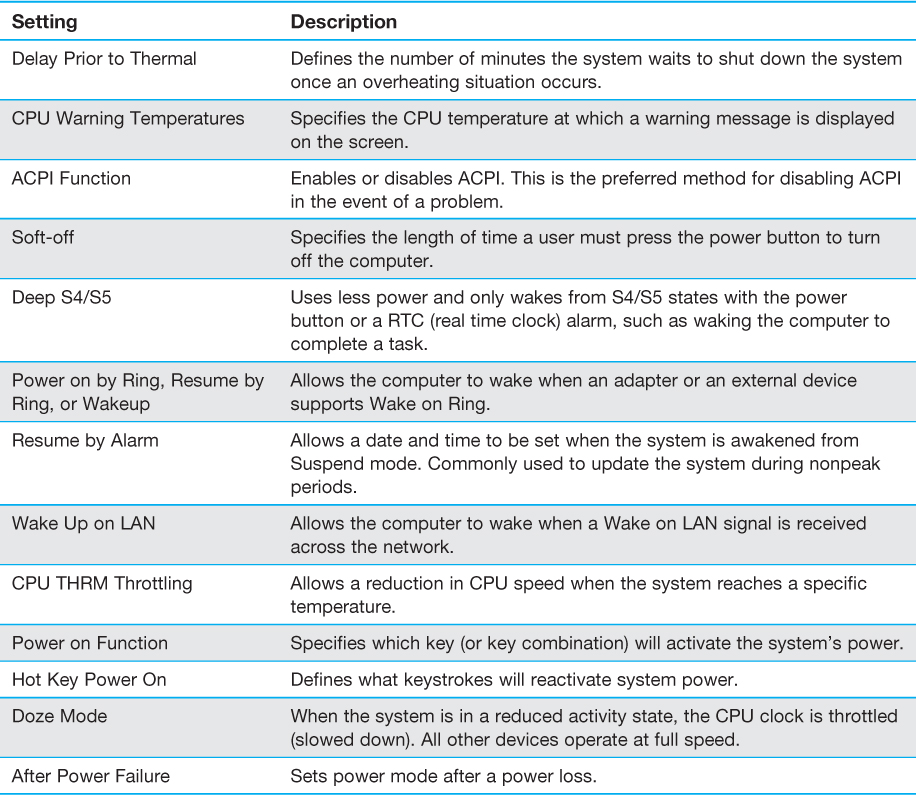 Setting Description
Delay Prior to Thermal Defines the number of minutes the system waits to shut down the system
once an overheating situation occurs.
CPU Warning Temperatures Specifies the CPU temperature at which a warning message is displayed
on the screen.
ACPI Function Enables or disables ACPI. This is the preferred method for disabling ACPI
in the event of a problem.
Soft-off Specifies the length of time a user must press the power button to turn
off the computer.
Deep S4/S5 Uses less power and only wakes from S4/S5 states with the power
button or a RTC (real time clock) alarm, such as waking the computer to
complete a task.
Power on by Ring, Resume by Allows the computer to wake when an adapter or an external device
Ring, or Wakeup supports Wake on Ring.
Resume by Alarm Allows a date and time to be set when the system is awakened from
Suspend mode. Commonly used to update the system during nonpeak
periods.
Wake Up on LAN Allows the computer to wake when a Wake on LAN signal is received
across the network.
CPU THRM Throttling Allows a reduction in CPU speed when the system reaches a specific
temperature.
Power on Function Specifies which key (or key combination) will activate the system's power.
Hot Key Power On Defines what keystrokes will reactivate system power.
Doze Mode When the system is in a reduced activity state, the CPU clock is throttled
(slowed down). All other devices operate at full speed.
After Power Failure Sets power mode after a power loss.